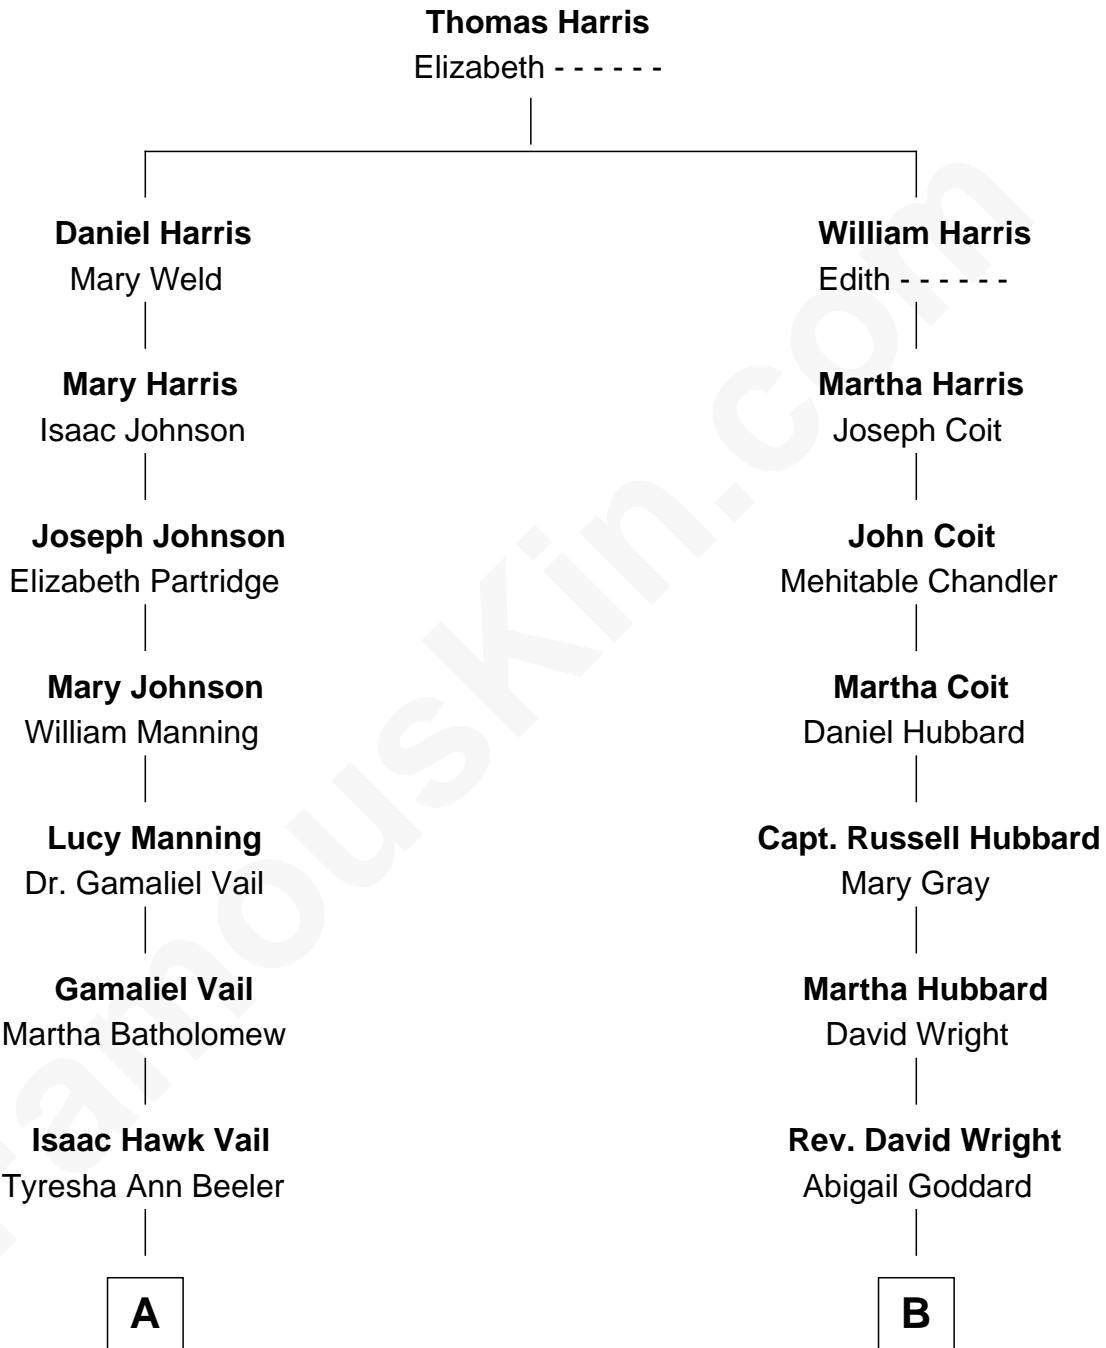 Thomas Harris
Elizabeth - - - - - -
Daniel Harris
Mary Weld
William Harris
Edith - - - - - -
Mary Harris
Isaac Johnson
Martha Harris
Joseph Coit
Joseph Johnson
Elizabeth Partridge
John Coit
Mehitable Chandler
Mary Johnson
William Manning
Martha Coit
Daniel Hubbard
Lucy Manning
Dr. Gamaliel Vail
Capt. Russell Hubbard
Mary Gray
Gamaliel Vail
Martha Batholomew
Martha Hubbard
David Wright
Isaac Hawk Vail
Tyresha Ann Beeler
Rev. David Wright
Abigail Goddard
A
B
FamousKin.com